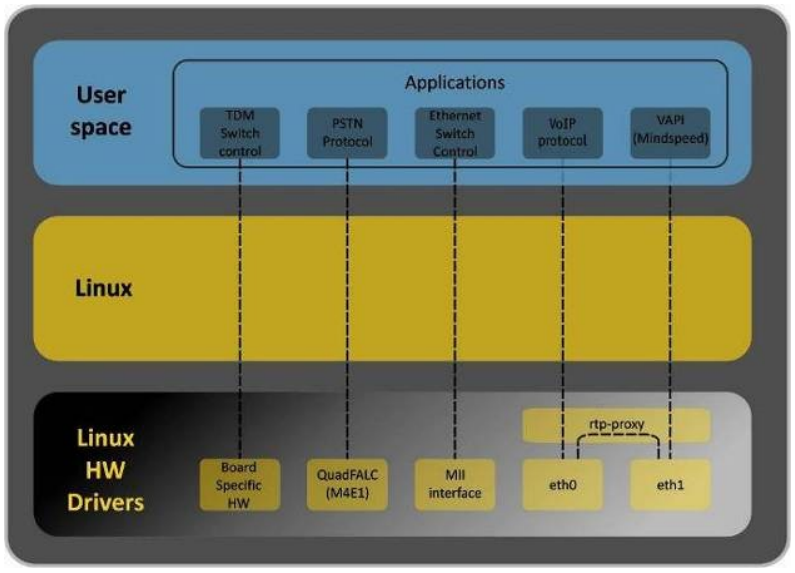 User
space
Applications
TDM
Switch
control
PSTN
Protocol
Ethernet
Switch
Control
VoIP
protocol
VAPI
(Mindspeed)
Linux
Linux
HW
Drivers
rtp-proxy
Board
Specific
HW
QuadFALC
(M4E1)
MII
interface
eth0
eth1